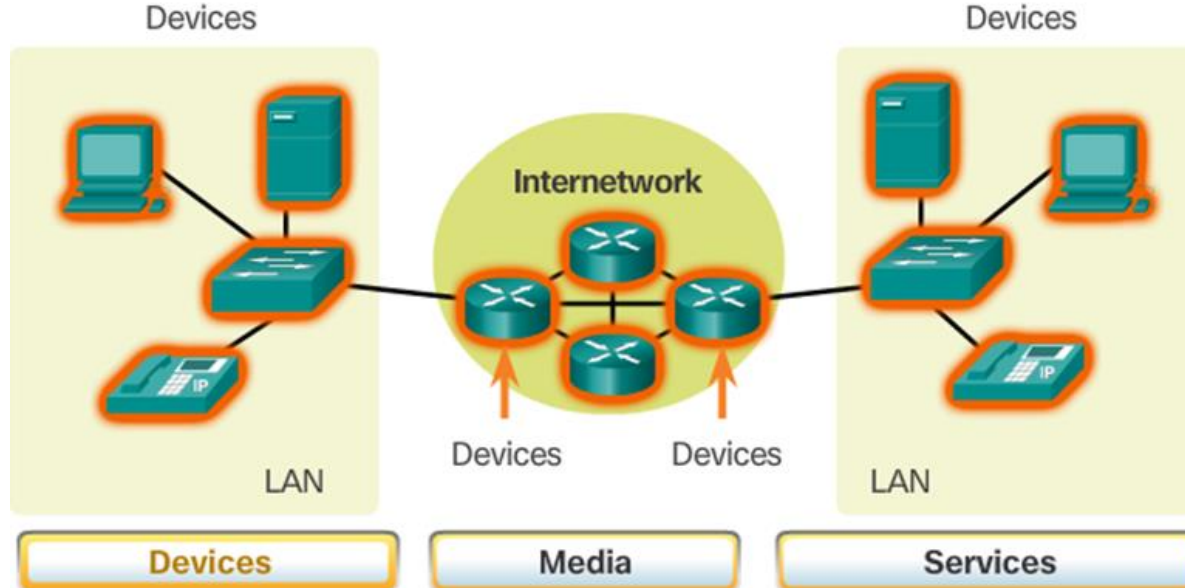 Devices
Devices
Internetwork
IP
IP
Devices
Devices
LAN
LAN
Devices
Media
Services